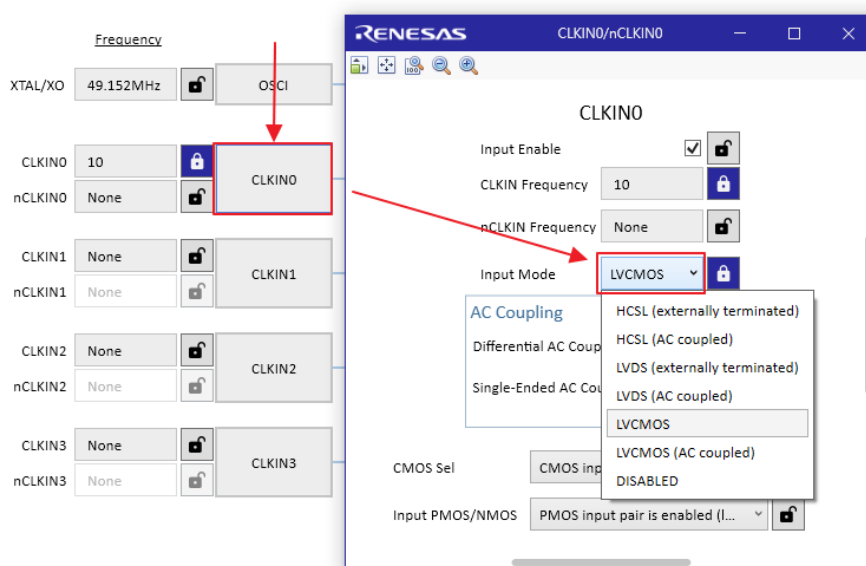 Frequency
XTAL/XO 49.152MHz OSCI
CLKIN0 10
nCLKIN0 None
CLKIN0
CLKIN1 None
nCLKIN1 None
CLKIN1
CLKIN2 None
nCLKIN2 None
CLKIN2
CLKIN3 None
nCLKIN3 None
CLKIN3
RENESAS CLKIN0/nCLKIN0
100
CLKIN0
Input Enable
CLKIN Frequency 10
nCLKIN Frequency None
Input Mode LVCMOS
HCSL (externally terminated)
HCSL (AC coupled)
LVDS (externally terminated)
LVDS (AC coupled)
LVCMOS
LVCMOS (AC coupled)
DISABLED
AC Coupling
Differential AC Coup
Single-Ended AC Cou
CMOS Sel CMOS inp
Input PMOS/NMOS PMOS input pair is enabled (l...